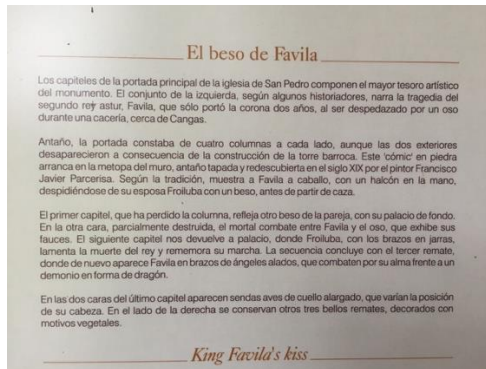 El beso de Favila
Los capiteles de la portada principal de la iglesia de San Pedro componen el mayor tesoro artístico
del monumento. El conjunto de la izquierda, según algunos historiadores, narra la tragedia del
segundo rey astur, Favila, que sólo portó la corona dos años, al ser despedazado por un oso
durante una cacería, cerca de Cangas.
Antaño, la portada constaba de cuatro columnas a cada lado, aunque las dos exteriores
desaparecieron a consecuencia de la construcción de la torre barroca. Este 'cómic' en piedra
arranca en la metopa del muro, antaño tapada y redescubierta en el siglo XIX por el pintor Francisco
Javier Parcerisa. Según la tradición, muestra a Favila a caballo, con un halcón en la mano,
despidiéndose de su esposa Froiluba con un beso, antes de partir de caza.
El primer capitel, que ha perdido la columna, refleja otro beso de la pareja, con su palacio de fondo.
En la otra cara, parcialmente destruida, el mortal combate entre Favila y el oso, que exhibe sus
fauces. El siguiente capitel nos devuelve a palacio, donde Froiluba, con los brazos en jarras,
lamenta la muerte del rey y rememora su marcha. La secuencia concluye con el tercer remate,
donde de nuevo aparece Favila en brazos de ángeles alados, que combaten por su alma frente a un
demonio en forma de dragón.
En las dos caras del último capitel aparecen sendas aves de cuello alargado, que varían la posición
de su cabeza. En el lado de la derecha se conservan otros tres bellos remates, decorados con
motivos vegetales.
King Favila's kiss